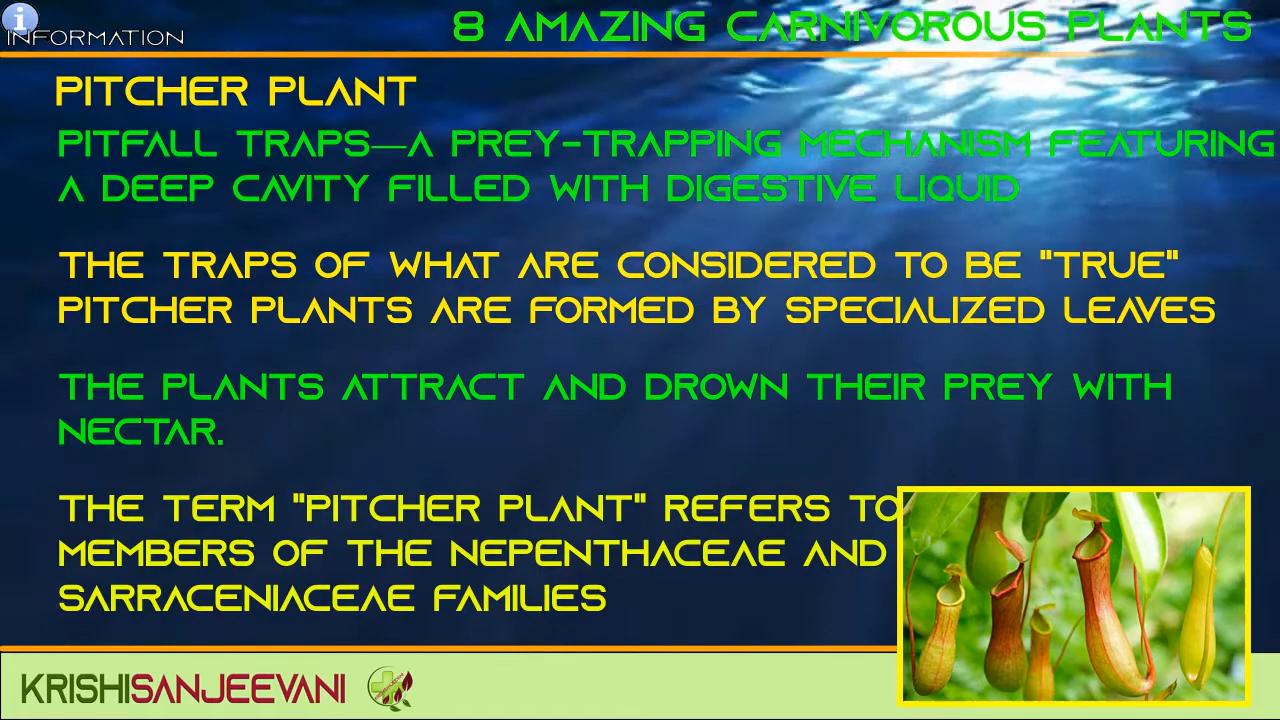 INFORMATION
8 AMAZING CARNIVOROUS PLANTS
PITCHER PLANT
PITFALL TRAPS—A PREY-TRAPPING MECHANISM FEATURING
A DEEP CAVITY FILLED WITH DIGESTIVE LIQUID
THE TRAPS OF WHAT ARE CONSIDERED TO BE "TRUE"
PITCHER PLANTS ARE FORMED BY SPECIALIZED LEAVES
THE PLANTS ATTRACT AND DROWN THEIR PREY WITH
NECTAR.
THE TERM "PITCHER PLANT" REFERS TO
MEMBERS OF THE NEPENTHACEAE AND
SARRACENIACEAE FAMILIES
KRISHISANJEEVANI